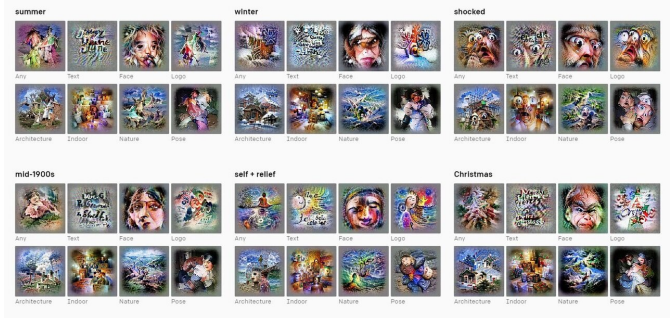 summer
winter
shocked
Any Text Face Logo
Any Text Face Logo
Any Text Face Logo
Architecture Indoor Nature Pose
Architecture Indoor Nature Pose
Architecture Indoor Nature Pose
mid-1900s
self + relief
Christmas
Any Text Face Logo
Any Text Face Logo
Any Text Face Logo
Architecture Indoor Nature Pose
Architecture Indoor Nature Pose
Architecture Indoor Nature Pose